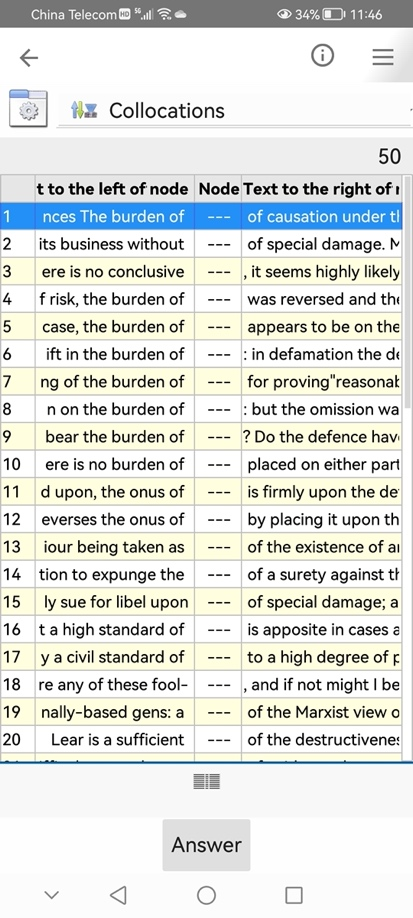 China Telecom HD 5G 34% 11:46
Collocations
50
t to the left of node Node Text to the right of r
1 nces The burden of --- of causation under th
2 its business without --- of special damage. M
3 ere is no conclusive --- , it seems highly likely
4 f risk, the burden of --- was reversed and the
5 case, the burden of --- appears to be on the
6 ift in the burden of --- : in defamation the de
7 ng of the burden of --- for proving"reasonab
8 n on the burden of --- : but the omission wa
9 bear the burden of --- ? Do the defence hav
10 ere is no burden of --- placed on either part
11 d upon, the onus of --- is firmly upon the de
12 everses the onus of --- by placing it upon th
13 iour being taken as --- of the existence of a
14 tion to expunge the --- of a surety against th
15 ly sue for libel upon --- of special damage; a
16 t a high standard of --- is apposite in cases a
17 y a civil standard of --- to a high degree of p
18 re any of these fool- --- , and if not might I be
19 nally-based gens: a --- of the Marxist view o
20 Lear is a sufficient --- of the destructivenes
Answer